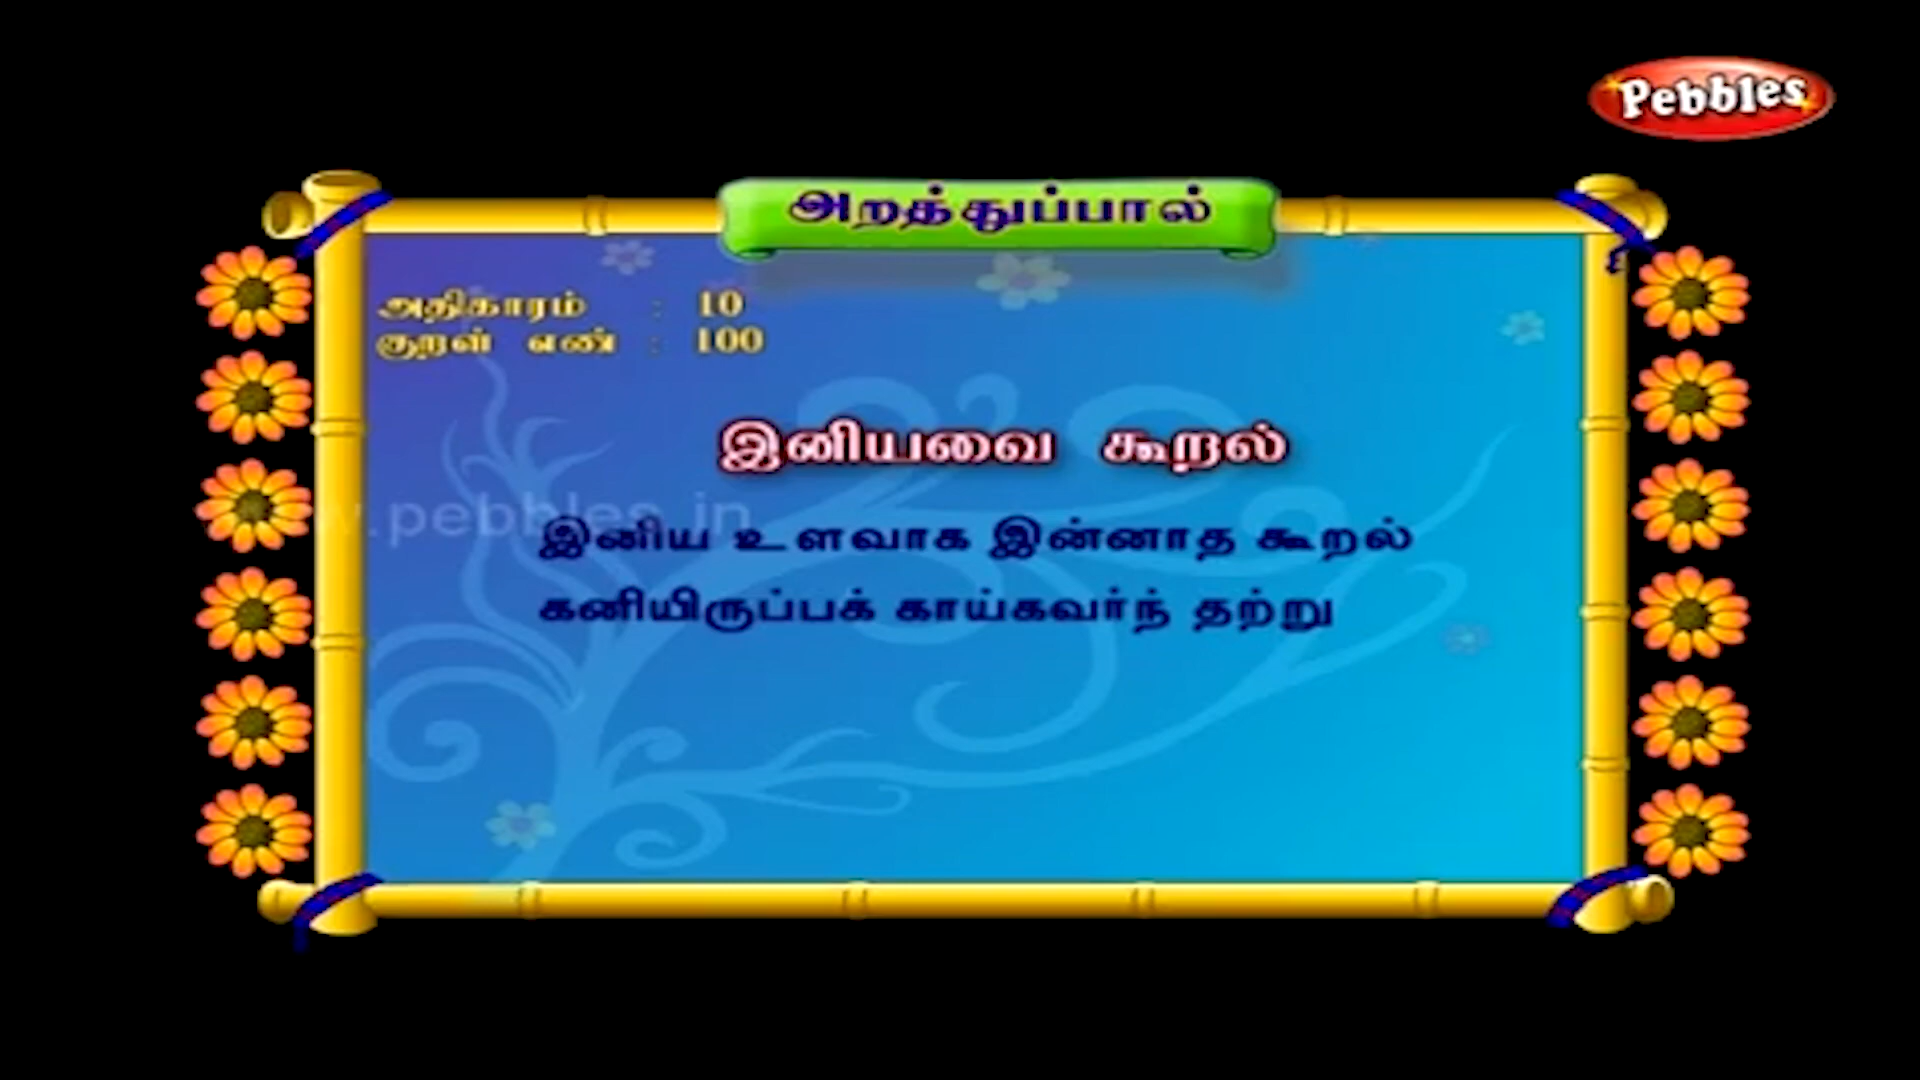 Pebbles
அறத்துப்பால்
அதிகாரம் : 10
குறள் எண் : 100
இனியவை கூறல்
www.pebbles.in
இனிய உளவாக இன்னாத கூறல்
கனியிருப்பக் காய்கவர்ந் தற்று